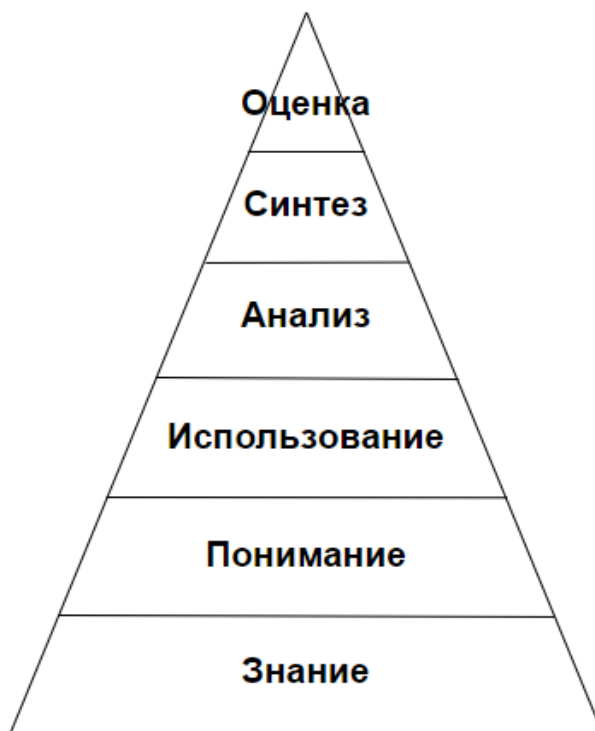 Оценка
Синтез
Анализ
Использование
Понимание
Знание